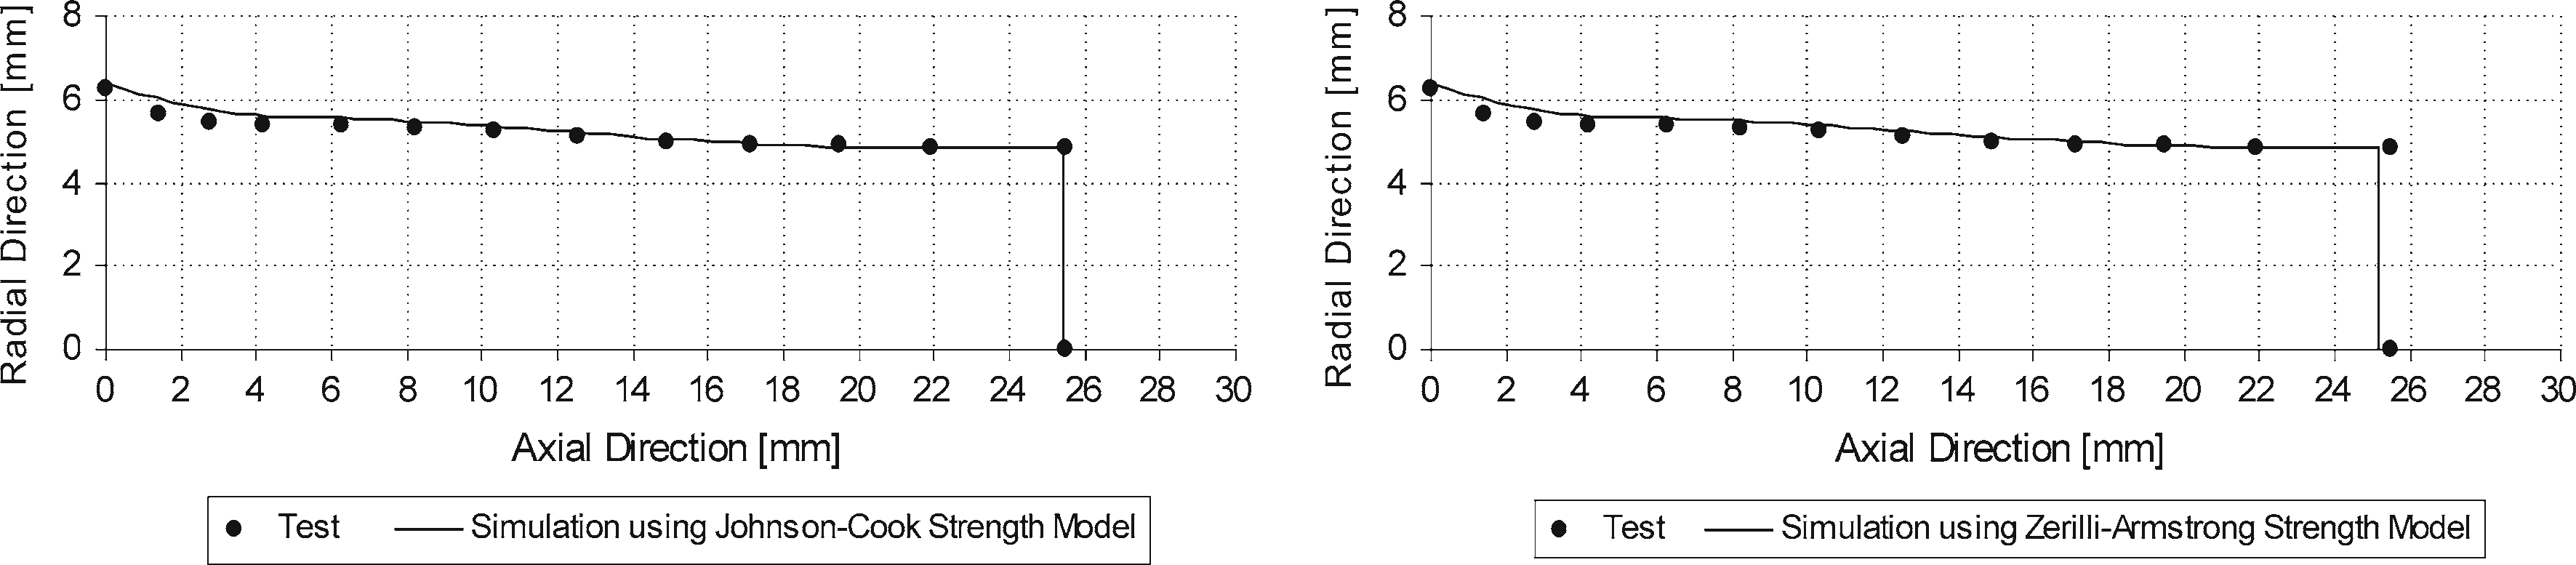 Radial Direction [mm]
8
6
4
2
0
0 2 4 6 8 10 12 14 16 18 20 22 24 26 28 30
Axial Direction [mm]
Test Simulation using Johnson-Cook Strength Model
Radial Direction [mm]
8
6
4
2
0
0 2 4 6 8 10 12 14 16 18 20 22 24 26 28 30
Axial Direction [mm]
Test Simulation using Zerilli-Armstrong Strength Model